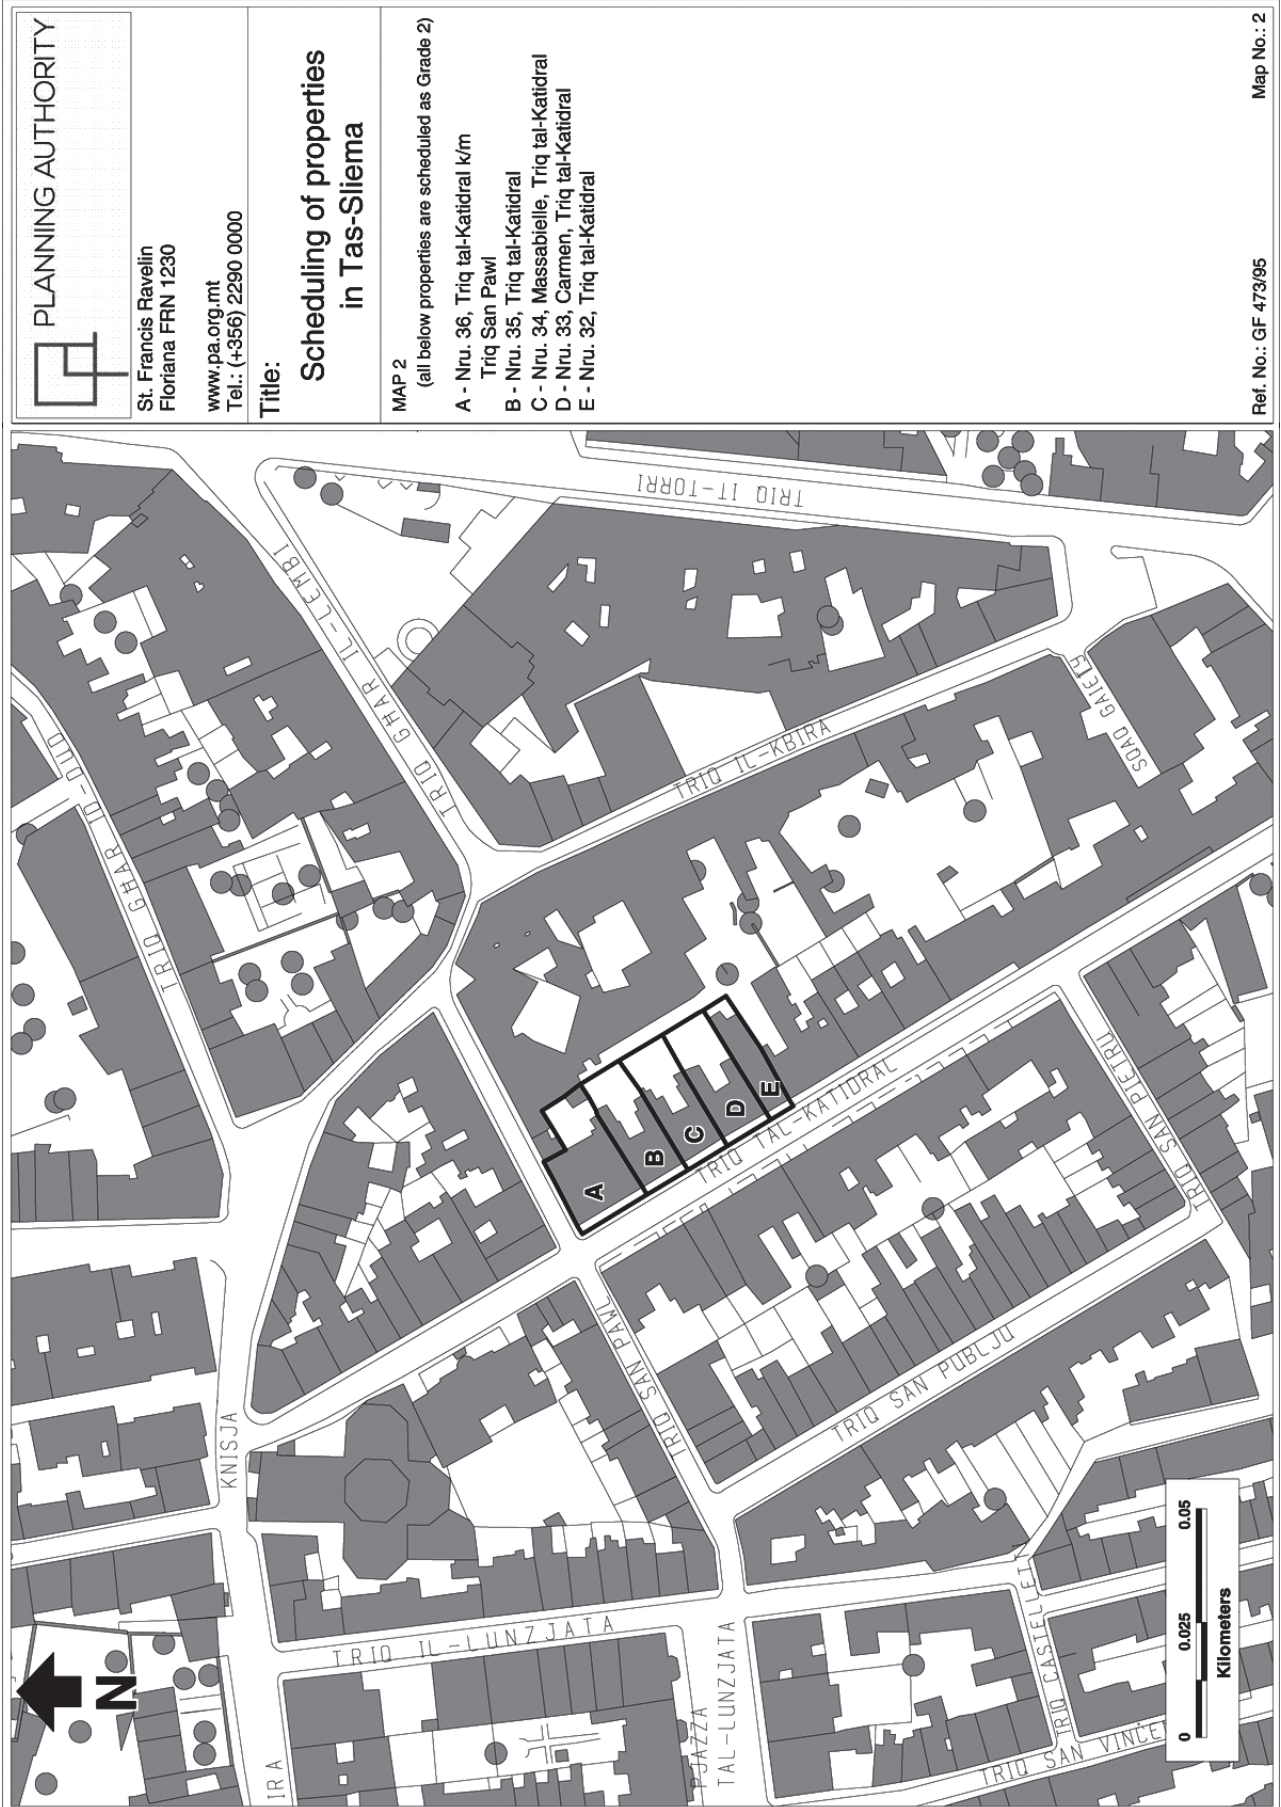 PLANNING AUTHORITY
St. Francis Ravelin
Floriana FRN 1230
www.pa.org.mt
Tel.: (+356) 2290 0000
Title:
Scheduling of properties
in Tas-Sliema
MAP 2
(all below properties are scheduled as Grade 2)
A - Nru. 36, Triq tal-Katidral k/m
Triq San Pawl
B - Nru. 35, Triq tal-Katidral
C - Nru. 34, Massabielle, Triq tal-Katidral
D - Nru. 33, Carmen, Triq tal-Katidral
E - Nru. 32, Triq tal-Katidral
Ref. No.: GF 473/95
Map No.: 2
N
TRIQ GĦAR ID-DUD
TRIQ GĦAR IL-LEMBI
TRIQ IT-TORRI
TRIQ IL-KBIRA
SQAQ GAIETY
KNISJA
A
B
C
D
E
TRIQ TAL-KATIDRAL
TRIQ SAN PAWL
TRIQ SAN PIETRU
TRIQ SAN PUBLJU
TRIQ IL-LUNZJATA
PJAZZA
TAL-LUNZJATA
IRA
TRIQ CASTELLET
TRIQ SAN VINĊE
0
0.025
0.05
Kilometers